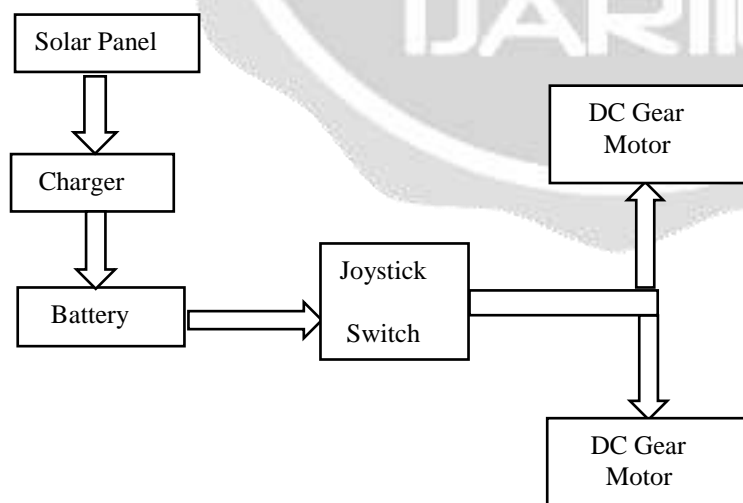 Solar Panel
DC Gear
Motor
Charger
Joystick
Switch
Battery
DC Gear
Motor